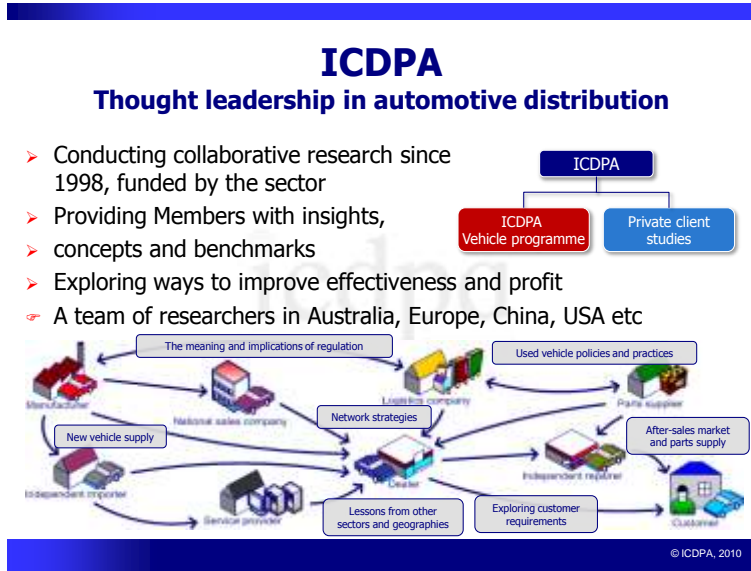 ICDPA
Thought leadership in automotive distribution
Conducting collaborative research since
1998, funded by the sector
Providing Members with insights,
concepts and benchmarks
Exploring ways to improve effectiveness and profit
A team of researchers in Australia, Europe, China, USA etc
ICDPA
ICDPA
Vehicle programme
Private client
studies
icdpa
The meaning and implications of regulation
Used vehicle policies and practices
Manufacturer
National sales company
Logistics company
Parts supplier
Network strategies
New vehicle supply
After-sales market
and parts supply
Independent importer
Dealer
Independent repairer
Service provider
Lessons from other
sectors and geographies
Exploring customer
requirements
Customer
© ICDPA, 2010